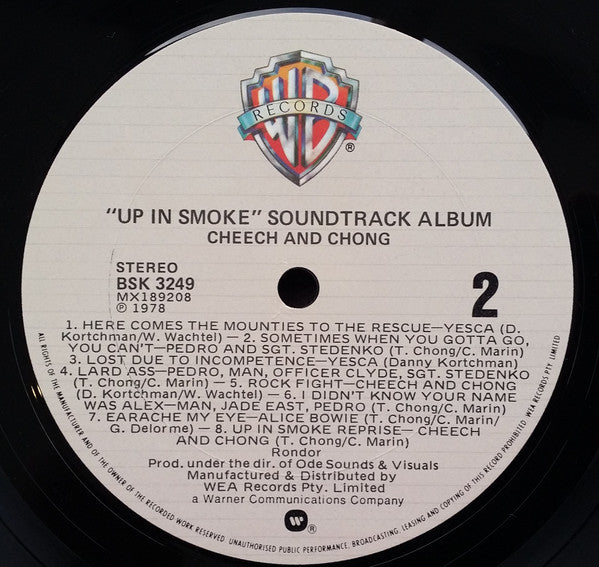 WB
RECORDS
®
"UP IN SMOKE" SOUNDTRACK ALBUM
CHEECH AND CHONG
STEREO
BSK 3249
MX189208
℗ 1978
2
1. HERE COMES THE MOUNTIES TO THE RESCUE—YESCA (D.
Kortchman/W. Wachtel) — 2. SOMETIMES WHEN YOU GOTTA GO,
YOU CAN'T—PEDRO AND SGT. STEDENKO (T. Chong/C. Marin)
3. LOST DUE TO INCOMPETENCE—YESCA (Danny Kortchman)
4. LARD ASS—PEDRO, MAN, OFFICER CLYDE, SGT. STEDENKO
(T. Chong/C. Marin) — 5. ROCK FIGHT—CHEECH AND CHONG
(D. Kortchman/W. Wachtel) — 6. I DIDN'T KNOW YOUR NAME
WAS ALEX—MAN, JADE EAST, PEDRO (T. Chong/C. Marin)
7. EARACHE MY EYE—ALICE BOWIE (T. Chong/C. Marin/
G. Delorme) — 8. UP IN SMOKE REPRISE— CHEECH
AND CHONG (T. Chong/C. Marin)
Rondor
Prod. under the dir. of Ode Sounds & Visuals
Manufactured & Distributed by
WEA Records Pty. Limited
a Warner Communications Company
W ®
ALL RIGHTS OF THE MANUFACTURER AND OF THE OWNER OF THE RECORDED WORK RESERVED. UNAUTHORISED PUBLIC PERFORMANCE, BROADCASTING, LEASING AND COPYING OF THIS RECORD PROHIBITED. WEA RECORDS PTY LIMITED